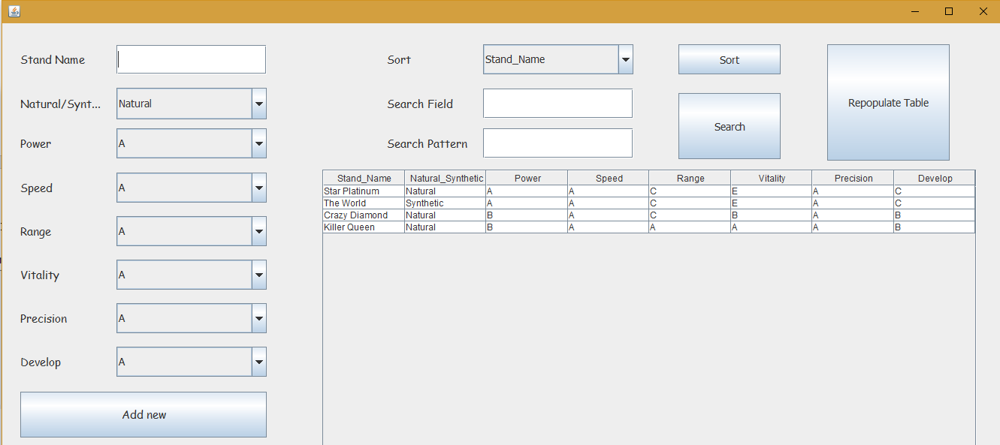 Stand Name
Natural/Synt... Natural
Power A
Speed A
Range A
Vitality A
Precision A
Develop A
Add new
Sort Stand_Name Sort
Search Field
Search Pattern
Search
Repopulate Table
Stand_Name Natural_Synthetic Power Speed Range Vitality Precision Develop
Star Platinum Natural A A C E A C
The World Synthetic A A C E A C
Crazy Diamond Natural B A C B A B
Killer Queen Natural B A A A A B